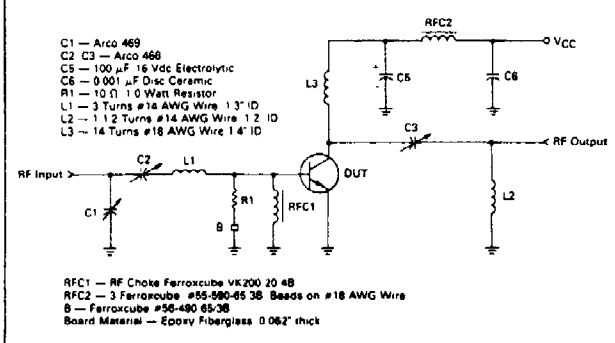 C1 — Arco 469
C2 C3 — Arco 468
C5 — 100 µF 16 Vdc Electrolytic
C6 — 0 001 µF Disc Ceramic
R1 — 10 Ω 1 0 Watt Resistor
L1 — 3 Turns #14 AWG Wire 1 3" ID
L2 — 1 1 2 Turns #14 AWG Wire 1 2 ID
L3 — 14 Turns #18 AWG Wire 1 4" ID
RFC2
VCC
L3
C5
C6
C3
RF Output
C2
L1
RF Input
DUT
R1
RFC1
L2
C1
B
RFC1 — RF Choke Ferroxcube VK200 20 4B
RFC2 — 3 Ferroxcube #55-590-65 3B Beads on #18 AWG Wire
B — Ferroxcube #56-490 65/3B
Board Material — Epoxy Fiberglass 0 062" thick